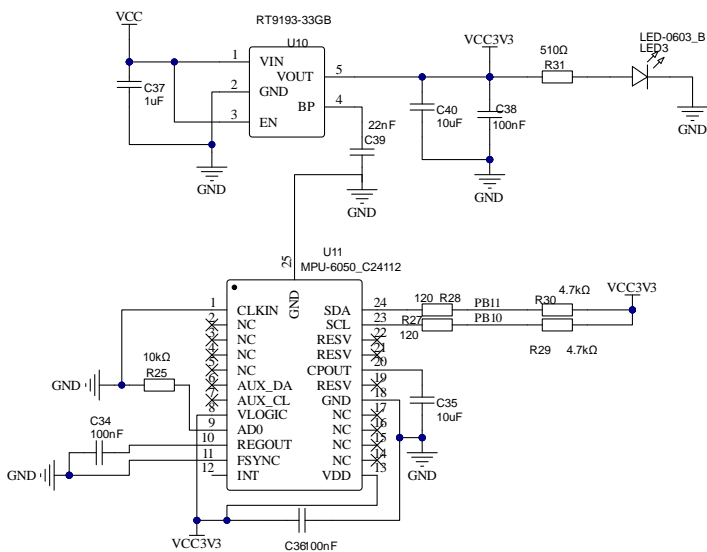 VCC
RT9193-33GB
U10
1 VIN
VOUT 5
2 GND
BP 4
3 EN
C37
1uF
GND
22nF
C39
GND
VCC3V3
C40
10uF
C38
100nF
GND
510Ω
R31
LED-0603_B
LED3
GND
U11
MPU-6050_C24112
25
GND
1 CLKIN
2 NC
3 NC
4 NC
5 NC
6 AUX_DA
7 AUX_CL
8 VLOGIC
9 AD0
10 REGOUT
11 FSYNC
12 INT
SDA 24
SCL 23
RESV 22
RESV 21
CPOUT 20
RESV 19
GND 18
NC 17
NC 16
NC 15
NC 14
VDD 13
120 R28
PB11
R30
4.7kΩ
VCC3V3
R27
120
PB10
R29 4.7kΩ
10kΩ
R25
GND
C34
100nF
GND
C35
10uF
GND
VCC3V3
C36100nF